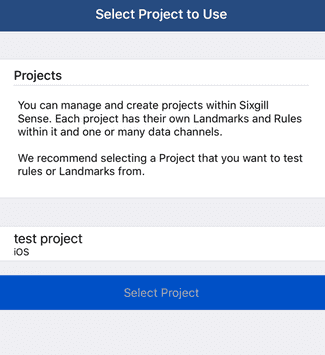 Select Project to Use
Projects
You can manage and create projects within Sixgill
Sense. Each project has their own Landmarks and Rules
within it and one or many data channels.
We recommend selecting a Project that you want to test
rules or Landmarks from.
test project
iOS
Select Project